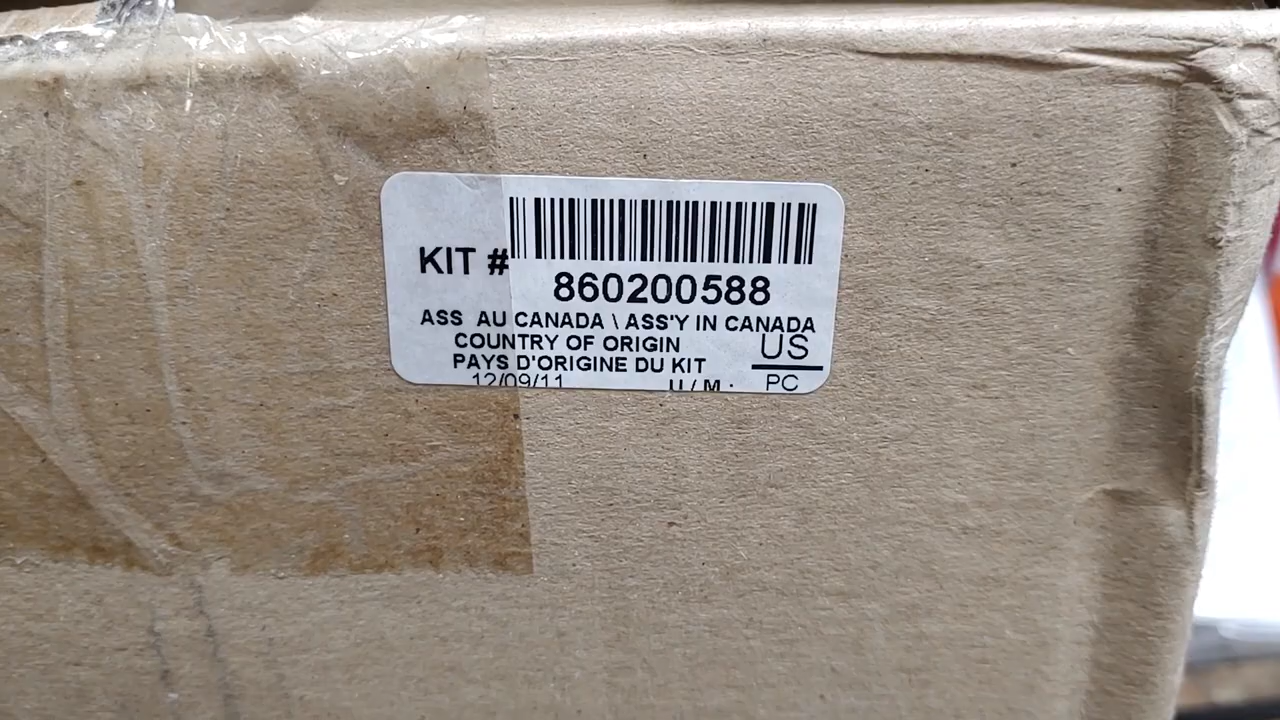 KIT #
860200588
ASS AU CANADA \ ASS'Y IN CANADA
COUNTRY OF ORIGIN US
PAYS D'ORIGINE DU KIT
12/09/11 U / M : PC